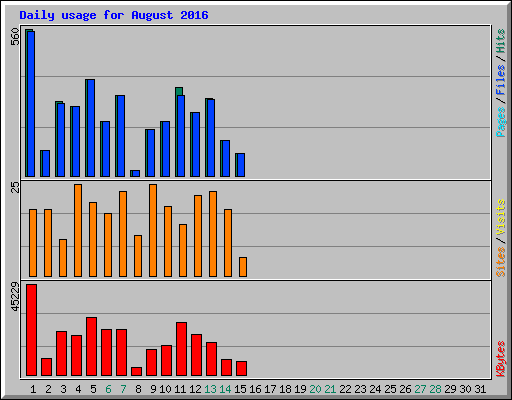 Daily usage for August 2016
560
Pages / Files / Hits
25
Sites / Visits
45229
KBytes
1 2 3 4 5 6 7 8 9 10 11 12 13 14 15 16 17 18 19 20 21 22 23 24 25 26 27 28 29 30 31